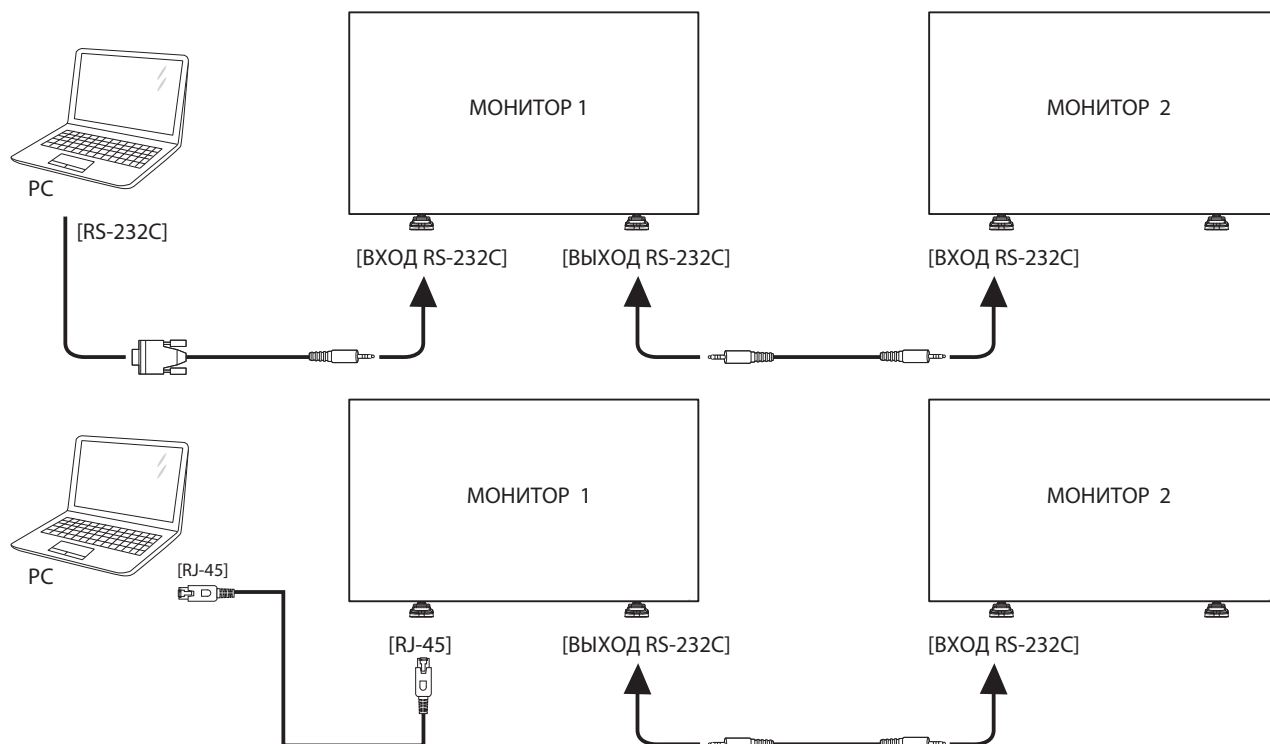 МОНИТОР 1
МОНИТОР 2
PC
[RS-232C]
[ВХОД RS-232C]
[ВЫХОД RS-232C]
[ВХОД RS-232C]
МОНИТОР 1
МОНИТОР 2
PC
[RJ-45]
[RJ-45]
[ВЫХОД RS-232C]
[ВХОД RS-232C]